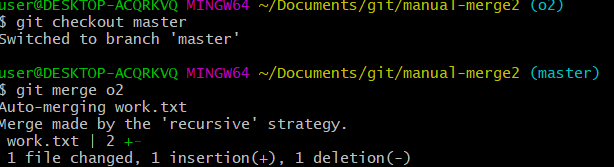 user@DESKTOP-ACQRKVQ MINGW64 ~/Documents/git/manual-merge2 (o2)
$ git checkout master
Switched to branch 'master'
user@DESKTOP-ACQRKVQ MINGW64 ~/Documents/git/manual-merge2 (master)
$ git merge o2
Auto-merging work.txt
Merge made by the 'recursive' strategy.
work.txt | 2 +-
1 file changed, 1 insertion(+), 1 deletion(-)